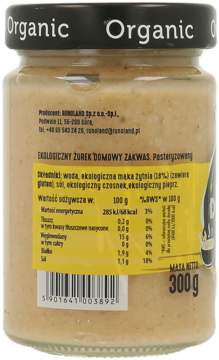 Organic Organic
Producent: RUNOLAND Sp.z o.o.-Sp.j.,
Podwale 11, 56-200 Góra,
tel. +48 65 543 24 26, runoland@runoland.pl
EKOLOGICZNY ŻUREK DOMOWY ZAKWAS. Pasteryzowany
Składniki: woda, ekologiczna mąka żytnia (18%) (zawiera
gluten), sól, ekologiczny czosnek, ekologiczny pieprz.
Wartość odżywcza w: 100 g %RWS* w 100 g
Wartość energetyczna 285 kJ/68 kcal 3%
Tłuszcz 0,2 g 0%
w tym kwasy tłuszczowe nasycone 0,0 g 0%
Węglowodany 15 g 6%
w tym cukry 0 g 0%
Białko 1,9 g 4%
Sól 1,1 g 18%
MASA NETTO
300g
5 901641 003892